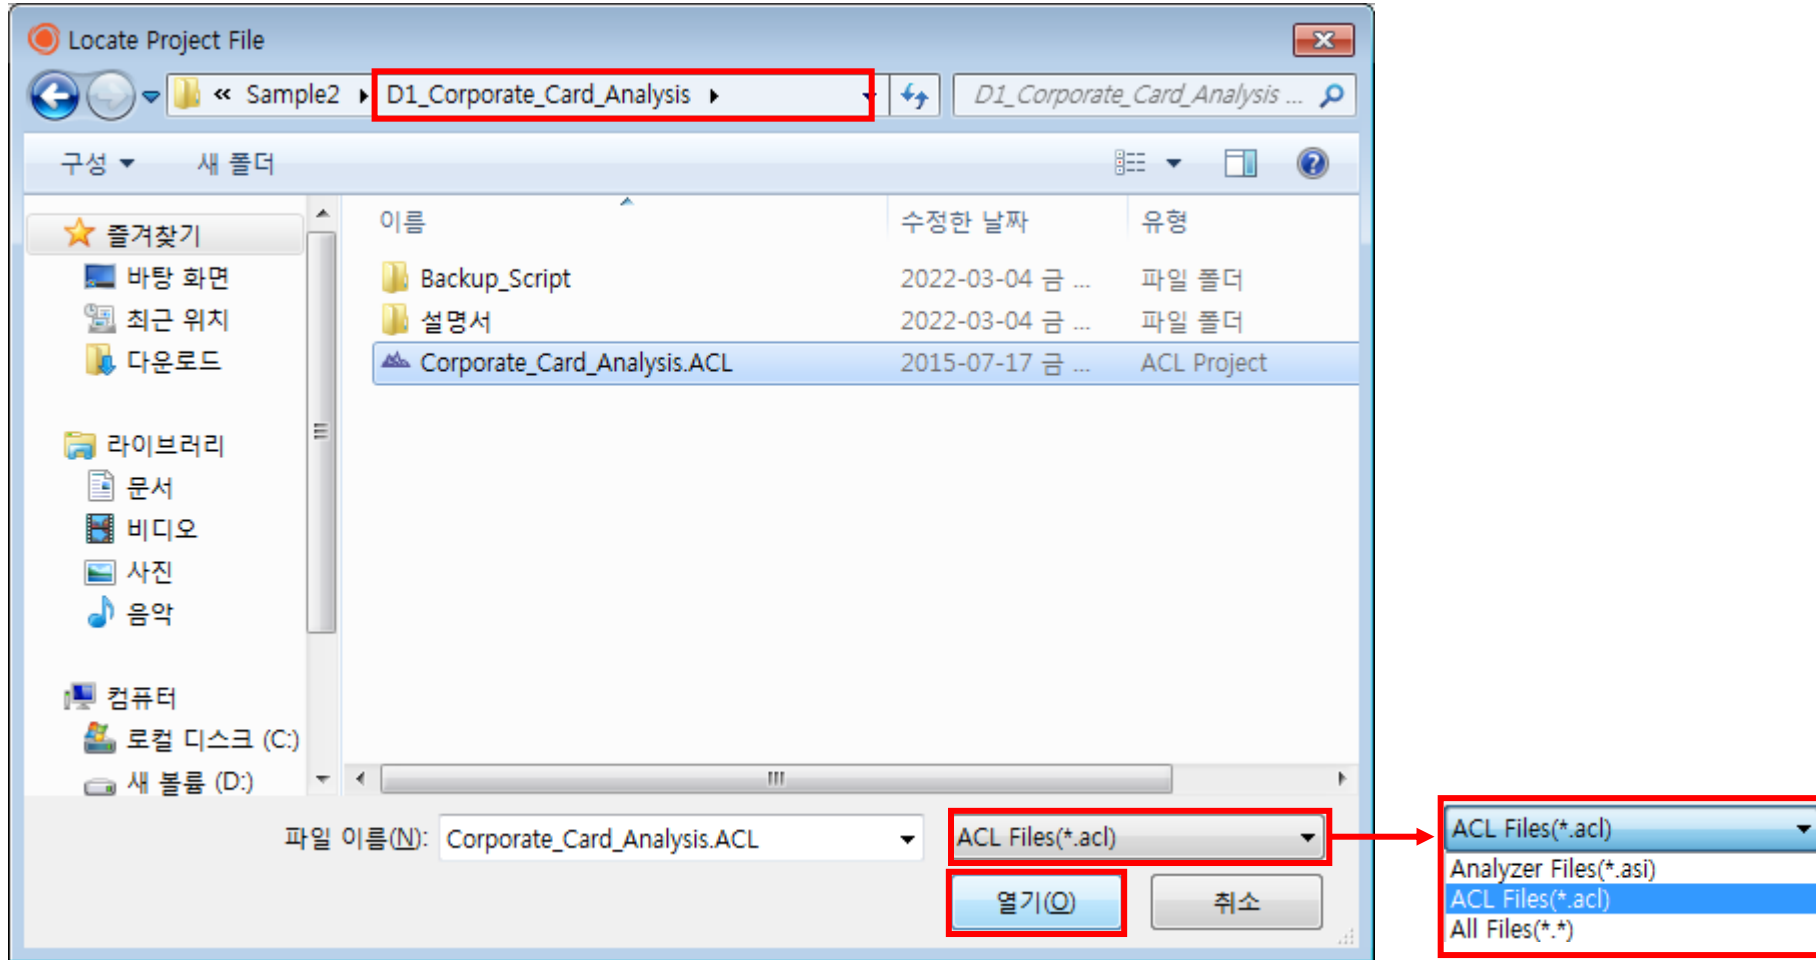 Locate Project File
« Sample2 D1_Corporate_Card_Analysis
D1_Corporate_Card_Analysis ...
구성 새 폴더
이름 수정한 날짜 유형
즐겨찾기
바탕 화면
최근 위치
다운로드
라이브러리
문서
비디오
사진
음악
컴퓨터
로컬 디스크 (C:)
새 볼륨 (D:)
Backup_Script 2022-03-04 금 ... 파일 폴더
설명서 2022-03-04 금 ... 파일 폴더
Corporate_Card_Analysis.ACL 2015-07-17 금 ... ACL Project
파일 이름(N): Corporate_Card_Analysis.ACL ACL Files(*.acl)
열기(O) 취소
ACL Files(*.acl)
Analyzer Files(*.asi)
ACL Files(*.acl)
All Files(*.*)